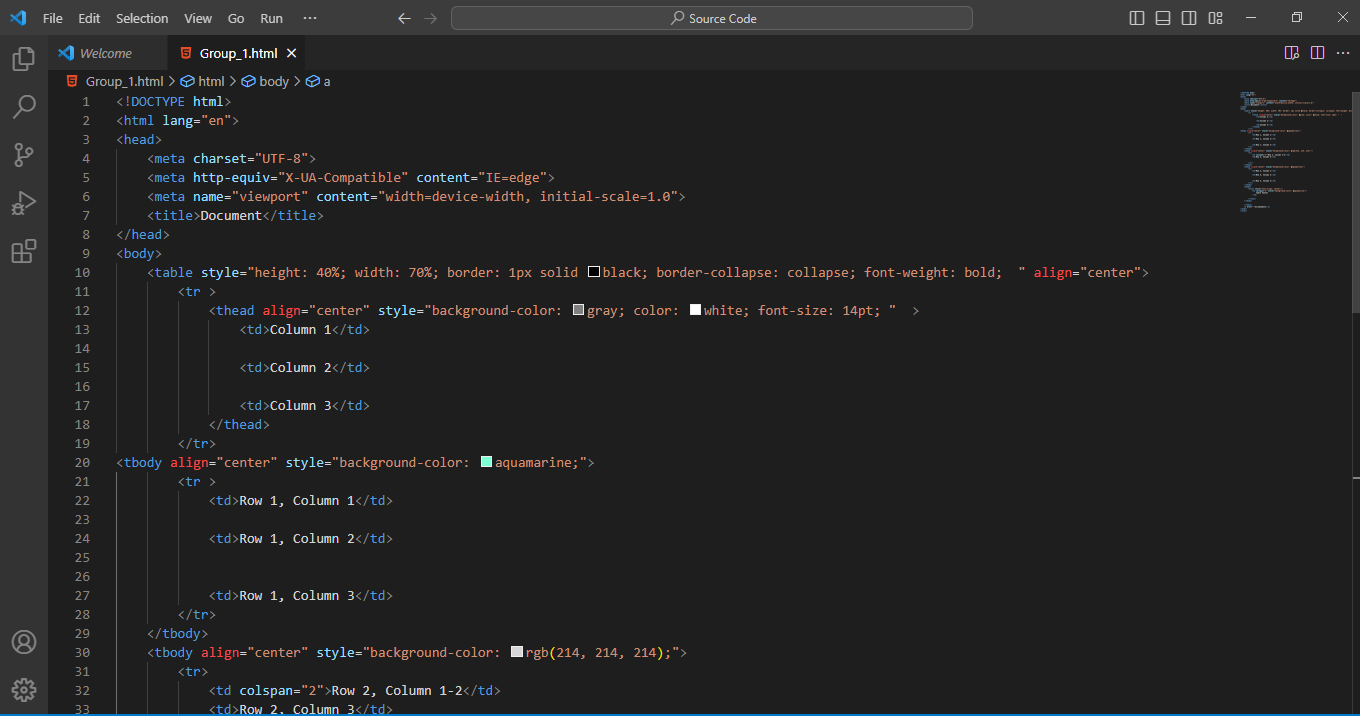 File Edit Selection View Go Run ··· Source Code
Welcome Group_1.html
Group_1.html > html > body > a
1 <!DOCTYPE html>
2 <html lang="en">
3 <head>
4 <meta charset="UTF-8">
5 <meta http-equiv="X-UA-Compatible" content="IE=edge">
6 <meta name="viewport" content="width=device-width, initial-scale=1.0">
7 <title>Document</title>
8 </head>
9 <body>
10 <table style="height: 40%; width: 70%; border: 1px solid black; border-collapse: collapse; font-weight: bold;  " align="center">
11 <tr >
12 <thead align="center" style="background-color: gray; color: white; font-size: 14pt; "  >
13 <td>Column 1</td>
14
15 <td>Column 2</td>
16
17 <td>Column 3</td>
18 </thead>
19 </tr>
20 <tbody align="center" style="background-color: aquamarine;">
21 <tr >
22 <td>Row 1, Column 1</td>
23
24 <td>Row 1, Column 2</td>
25
26
27 <td>Row 1, Column 3</td>
28 </tr>
29 </tbody>
30 <tbody align="center" style="background-color: rgb(214, 214, 214);">
31 <tr>
32 <td colspan="2">Row 2, Column 1-2</td>
33 <td>Row 2, Column 3</td>